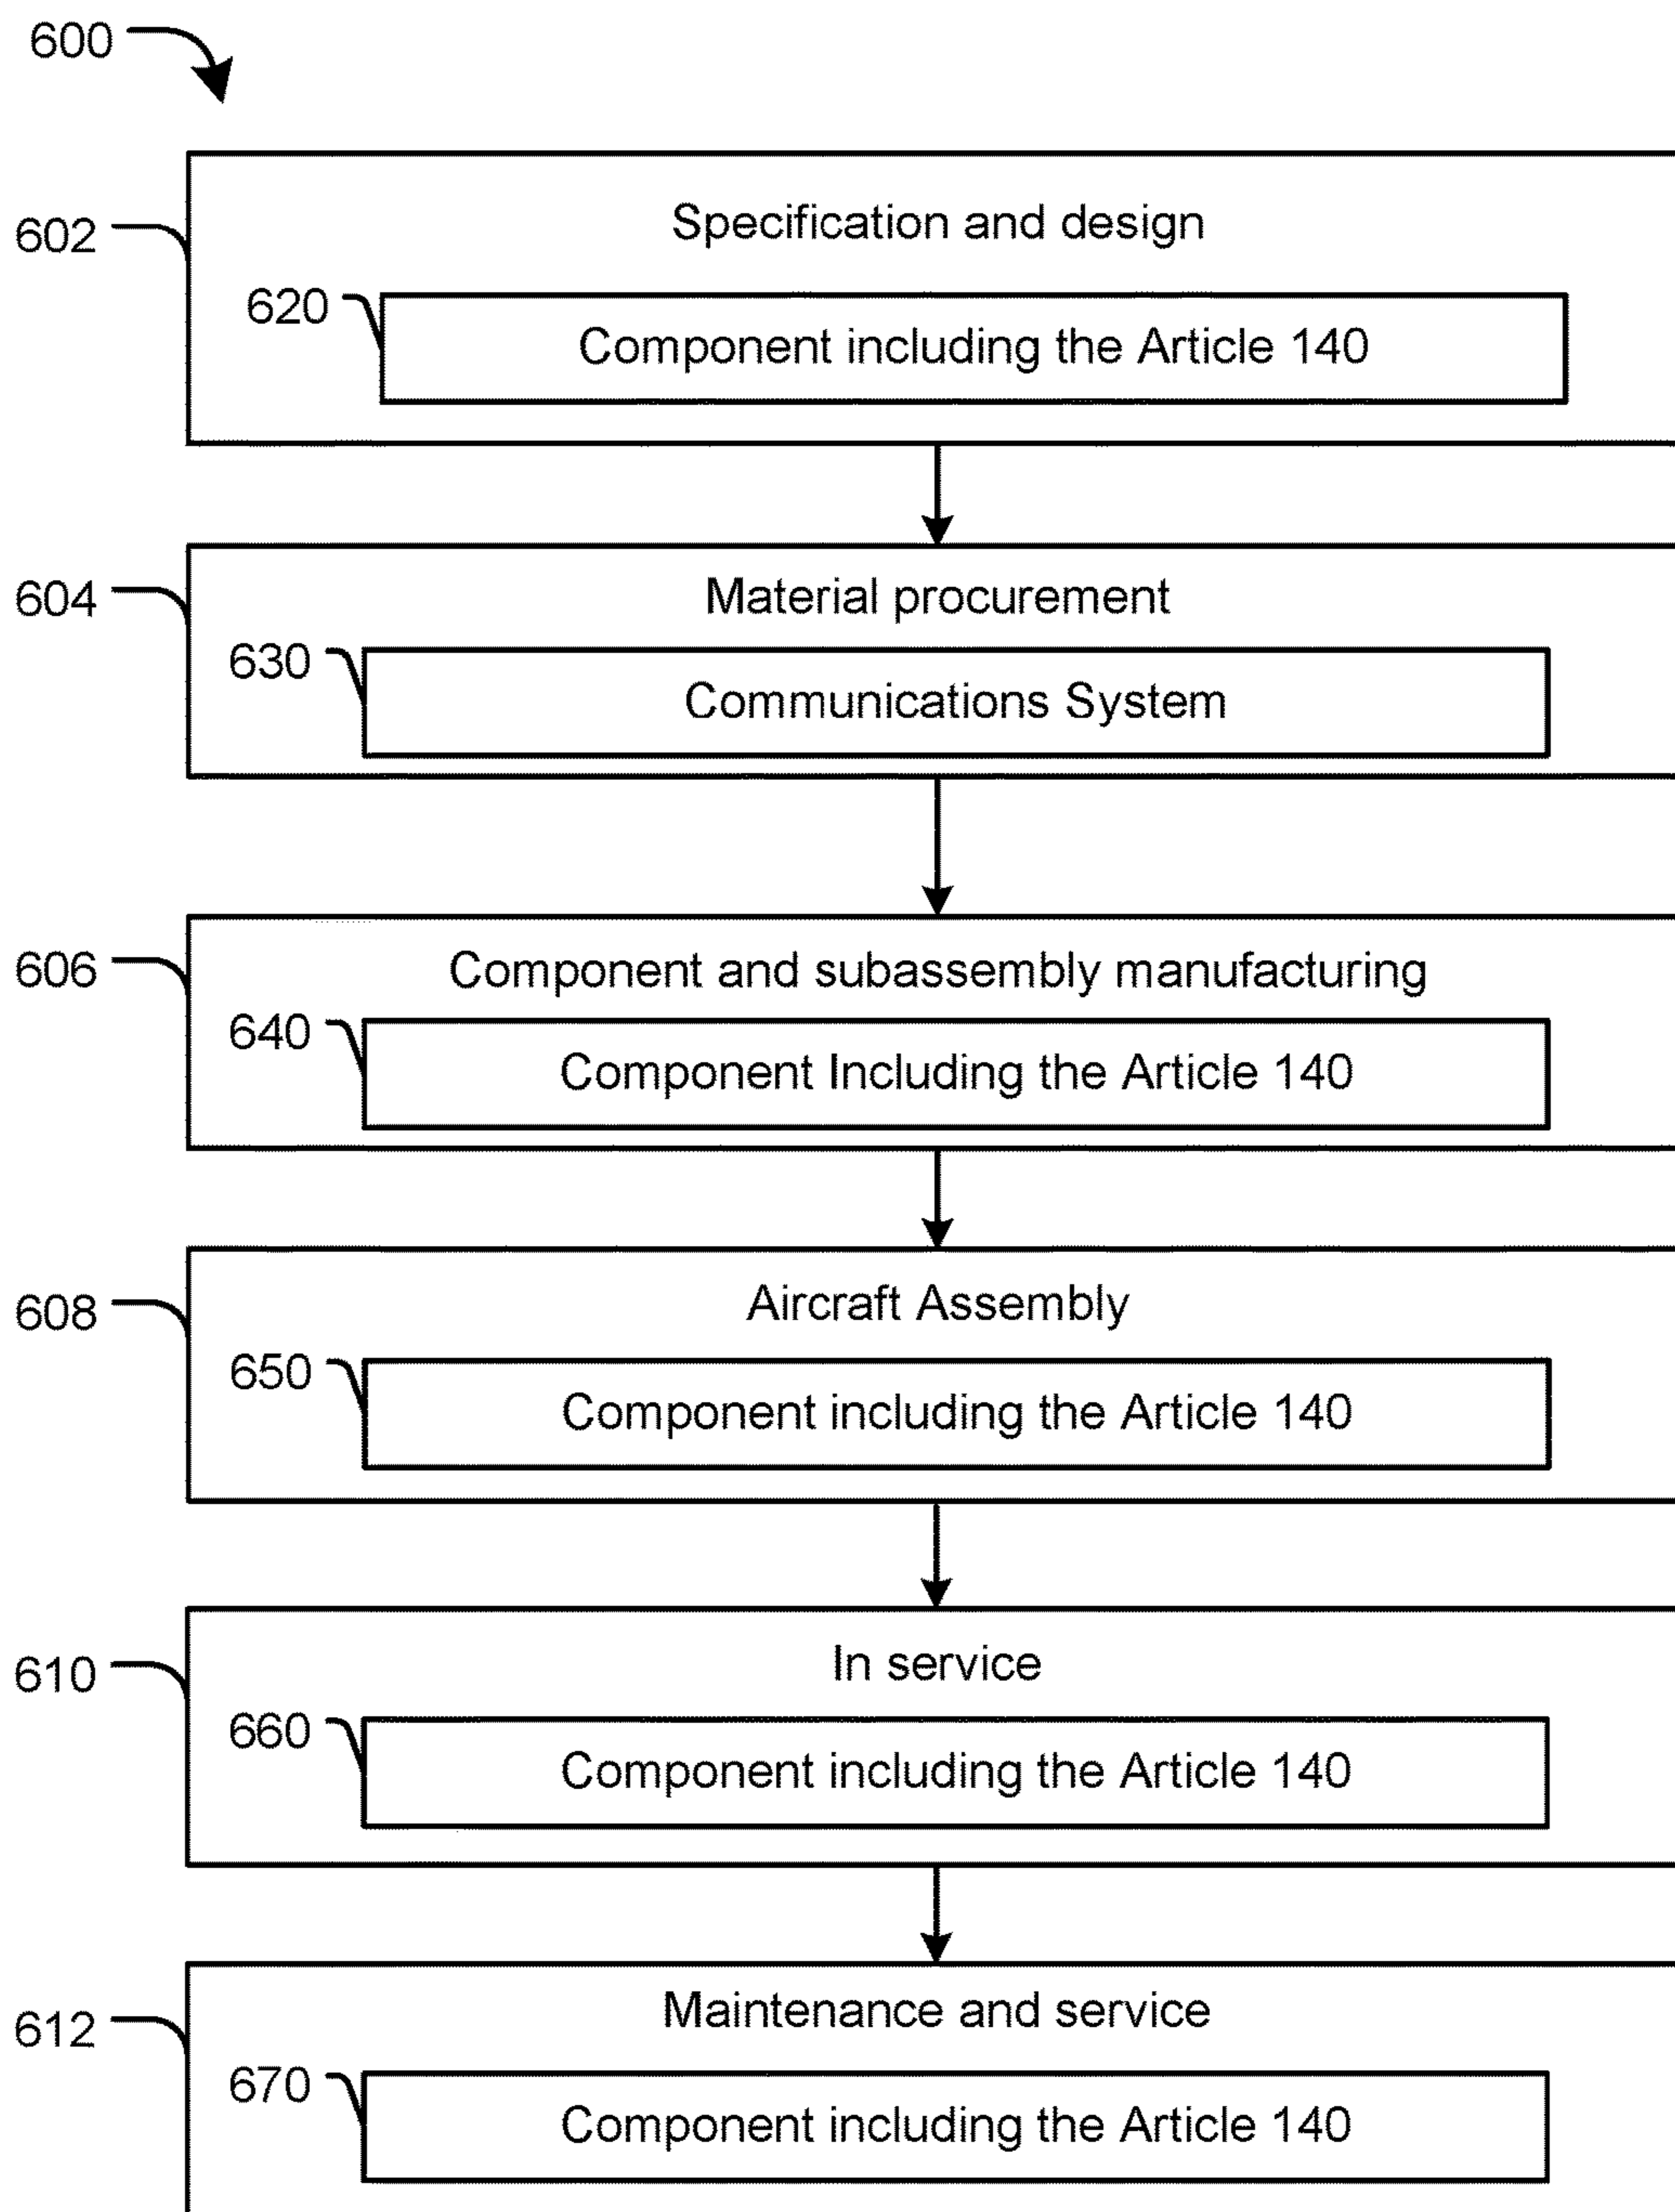 600
602
Specification and design
620
Component including the Article 140
604
Material procurement
630
Communications System
606
Component and subassembly manufacturing
640
Component Including the Article 140
608
Aircraft Assembly
650
Component including the Article 140
610
In service
660
Component including the Article 140
612
Maintenance and service
670
Component including the Article 140